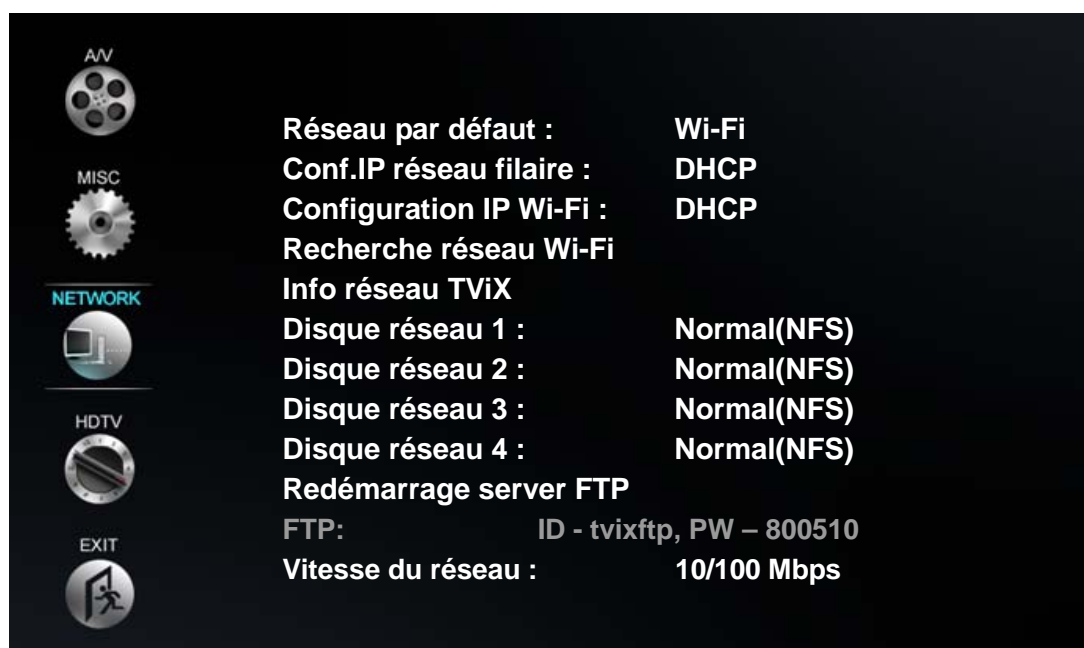 A/V
MISC
NETWORK
HDTV
EXIT
Réseau par défaut : Wi-Fi
Conf.IP réseau filaire : DHCP
Configuration IP Wi-Fi : DHCP
Recherche réseau Wi-Fi
Info réseau TViX
Disque réseau 1 : Normal(NFS)
Disque réseau 2 : Normal(NFS)
Disque réseau 3 : Normal(NFS)
Disque réseau 4 : Normal(NFS)
Redémarrage server FTP
FTP: ID - tvixftp, PW – 800510
Vitesse du réseau : 10/100 Mbps